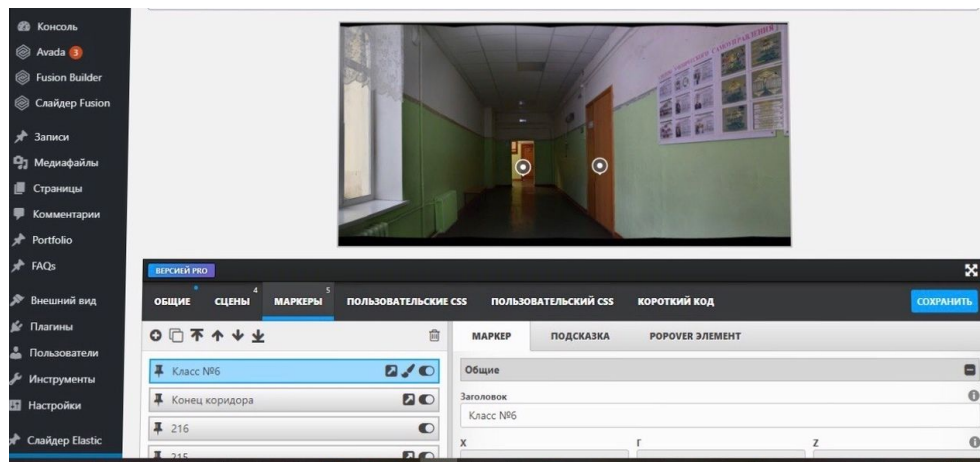 Консоль
Avada 3
Fusion Builder
Слайдер Fusion
Записи
Медиафайлы
Страницы
Комментарии
Portfolio
FAQs
Внешний вид
Плагины
Пользователи
Инструменты
Настройки
Слайдер Elastic
САМОУПРАВЛЕНИЯ
ВЕРСИЕЙ PRO
ОБЩИЕ СЦЕНЫ 4 МАРКЕРЫ 5 ПОЛЬЗОВАТЕЛЬСКИЕ CSS ПОЛЬЗОВАТЕЛЬСКИЙ CSS КОРОТКИЙ КОД СОХРАНИТЬ
МАРКЕР ПОДСКАЗКА POPOVER ЭЛЕМЕНТ
Класс №6
Конец коридора
216
215
Общие
Заголовок
Класс №6
X Г Z